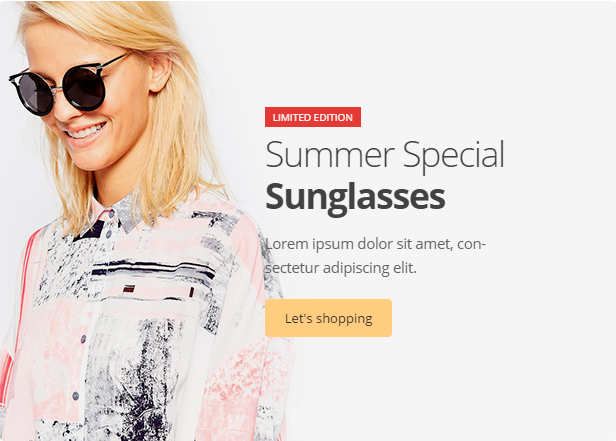 LIMITED EDITION
Summer Special
Sunglasses
Lorem ipsum dolor sit amet, con-
sectetur adipiscing elit.
Let's shopping